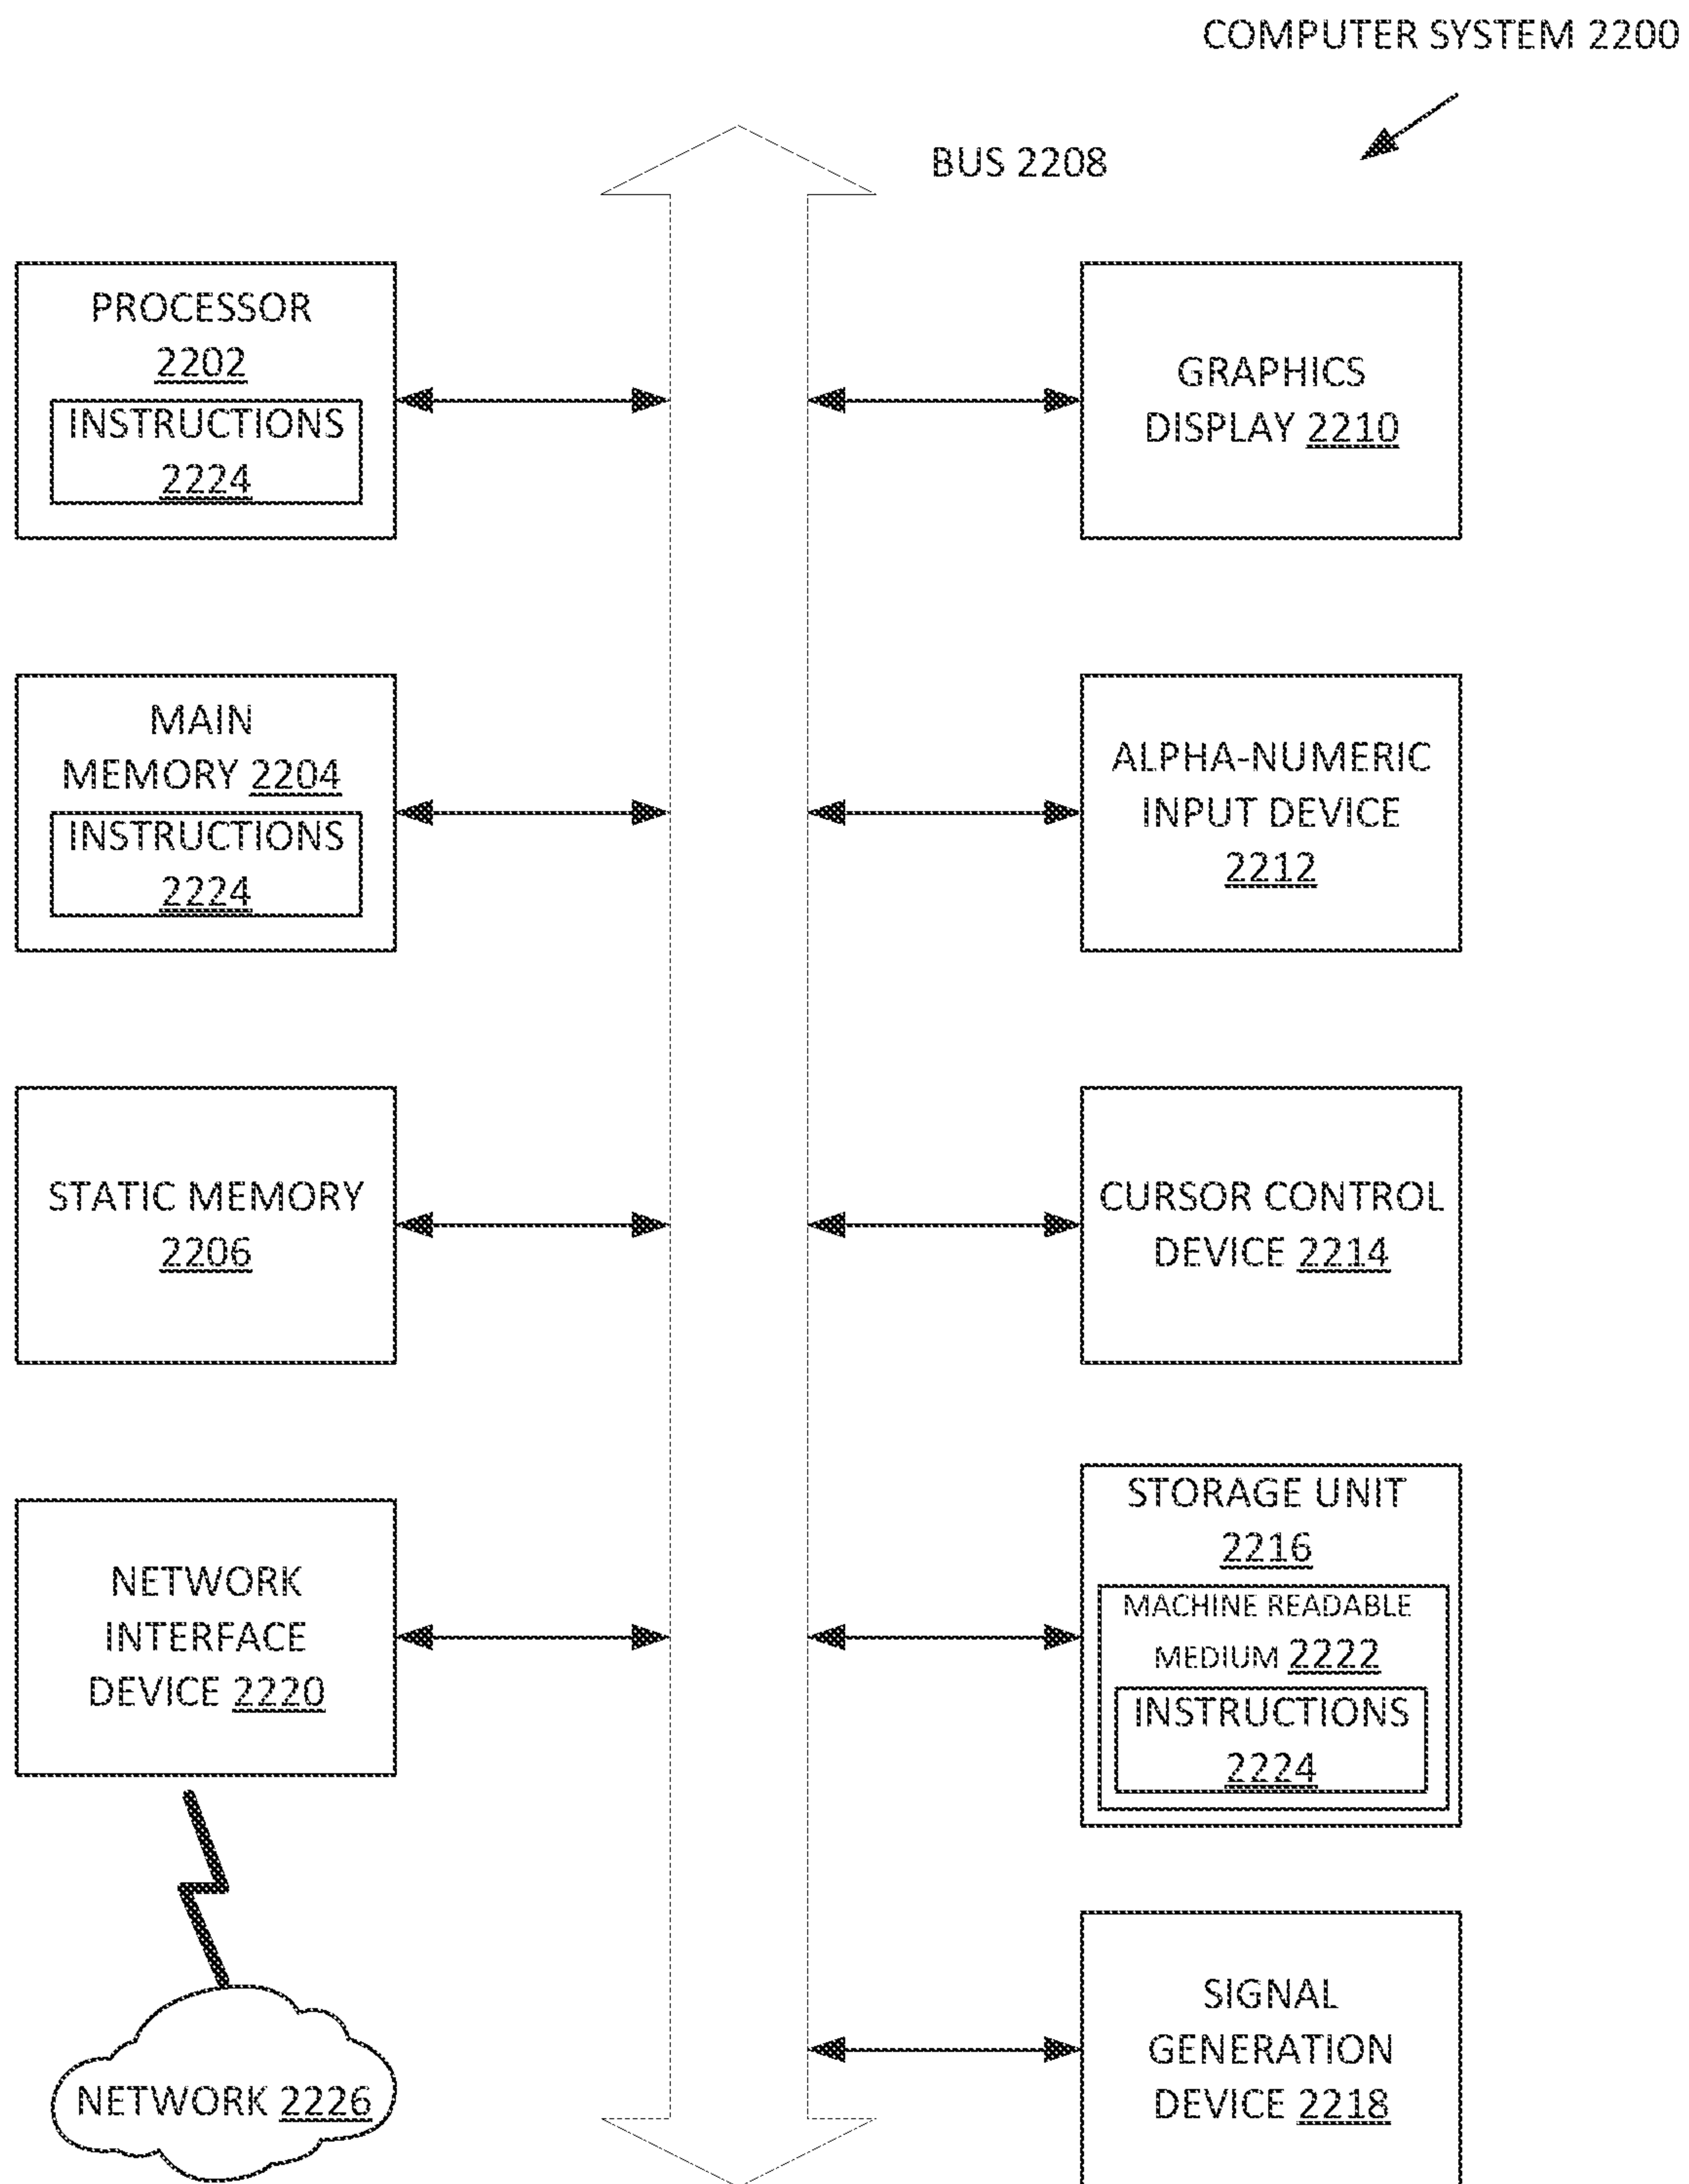 COMPUTER SYSTEM 2200
BUS 2208
PROCESSOR
2202
INSTRUCTIONS
2224
GRAPHICS
DISPLAY 2210
MAIN
MEMORY 2204
INSTRUCTIONS
2224
ALPHA-NUMERIC
INPUT DEVICE
2212
STATIC MEMORY
2206
CURSOR CONTROL
DEVICE 2214
NETWORK
INTERFACE
DEVICE 2220
STORAGE UNIT
2216
MACHINE READABLE
MEDIUM 2222
INSTRUCTIONS
2224
NETWORK 2226
SIGNAL
GENERATION
DEVICE 2218